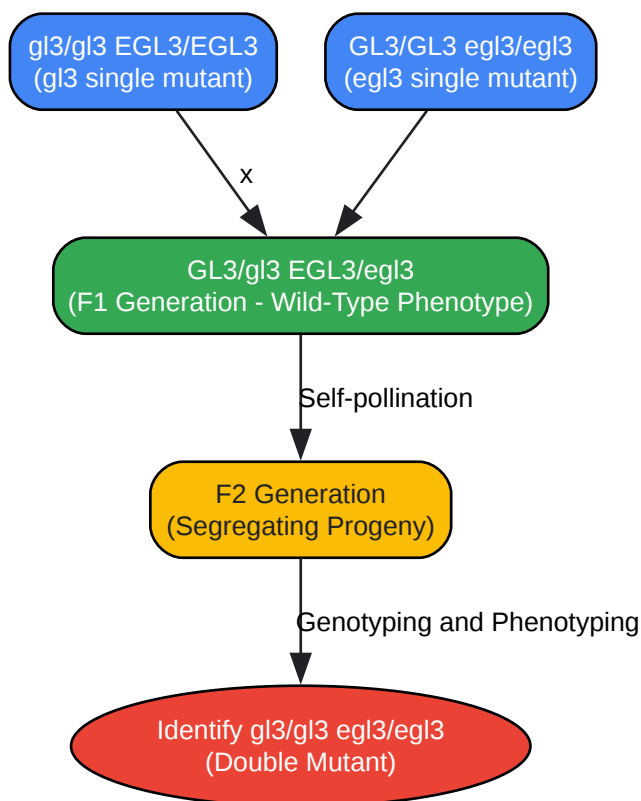 gl3/gl3 EGL3/EGL3
(gl3 single mutant)
GL3/GL3 egl3/egl3
(egl3 single mutant)
x
GL3/gl3 EGL3/egl3
(F1 Generation - Wild-Type Phenotype)
Self-pollination
F2 Generation
(Segregating Progeny)
Genotyping and Phenotyping
Identify gl3/gl3 egl3/egl3
(Double Mutant)